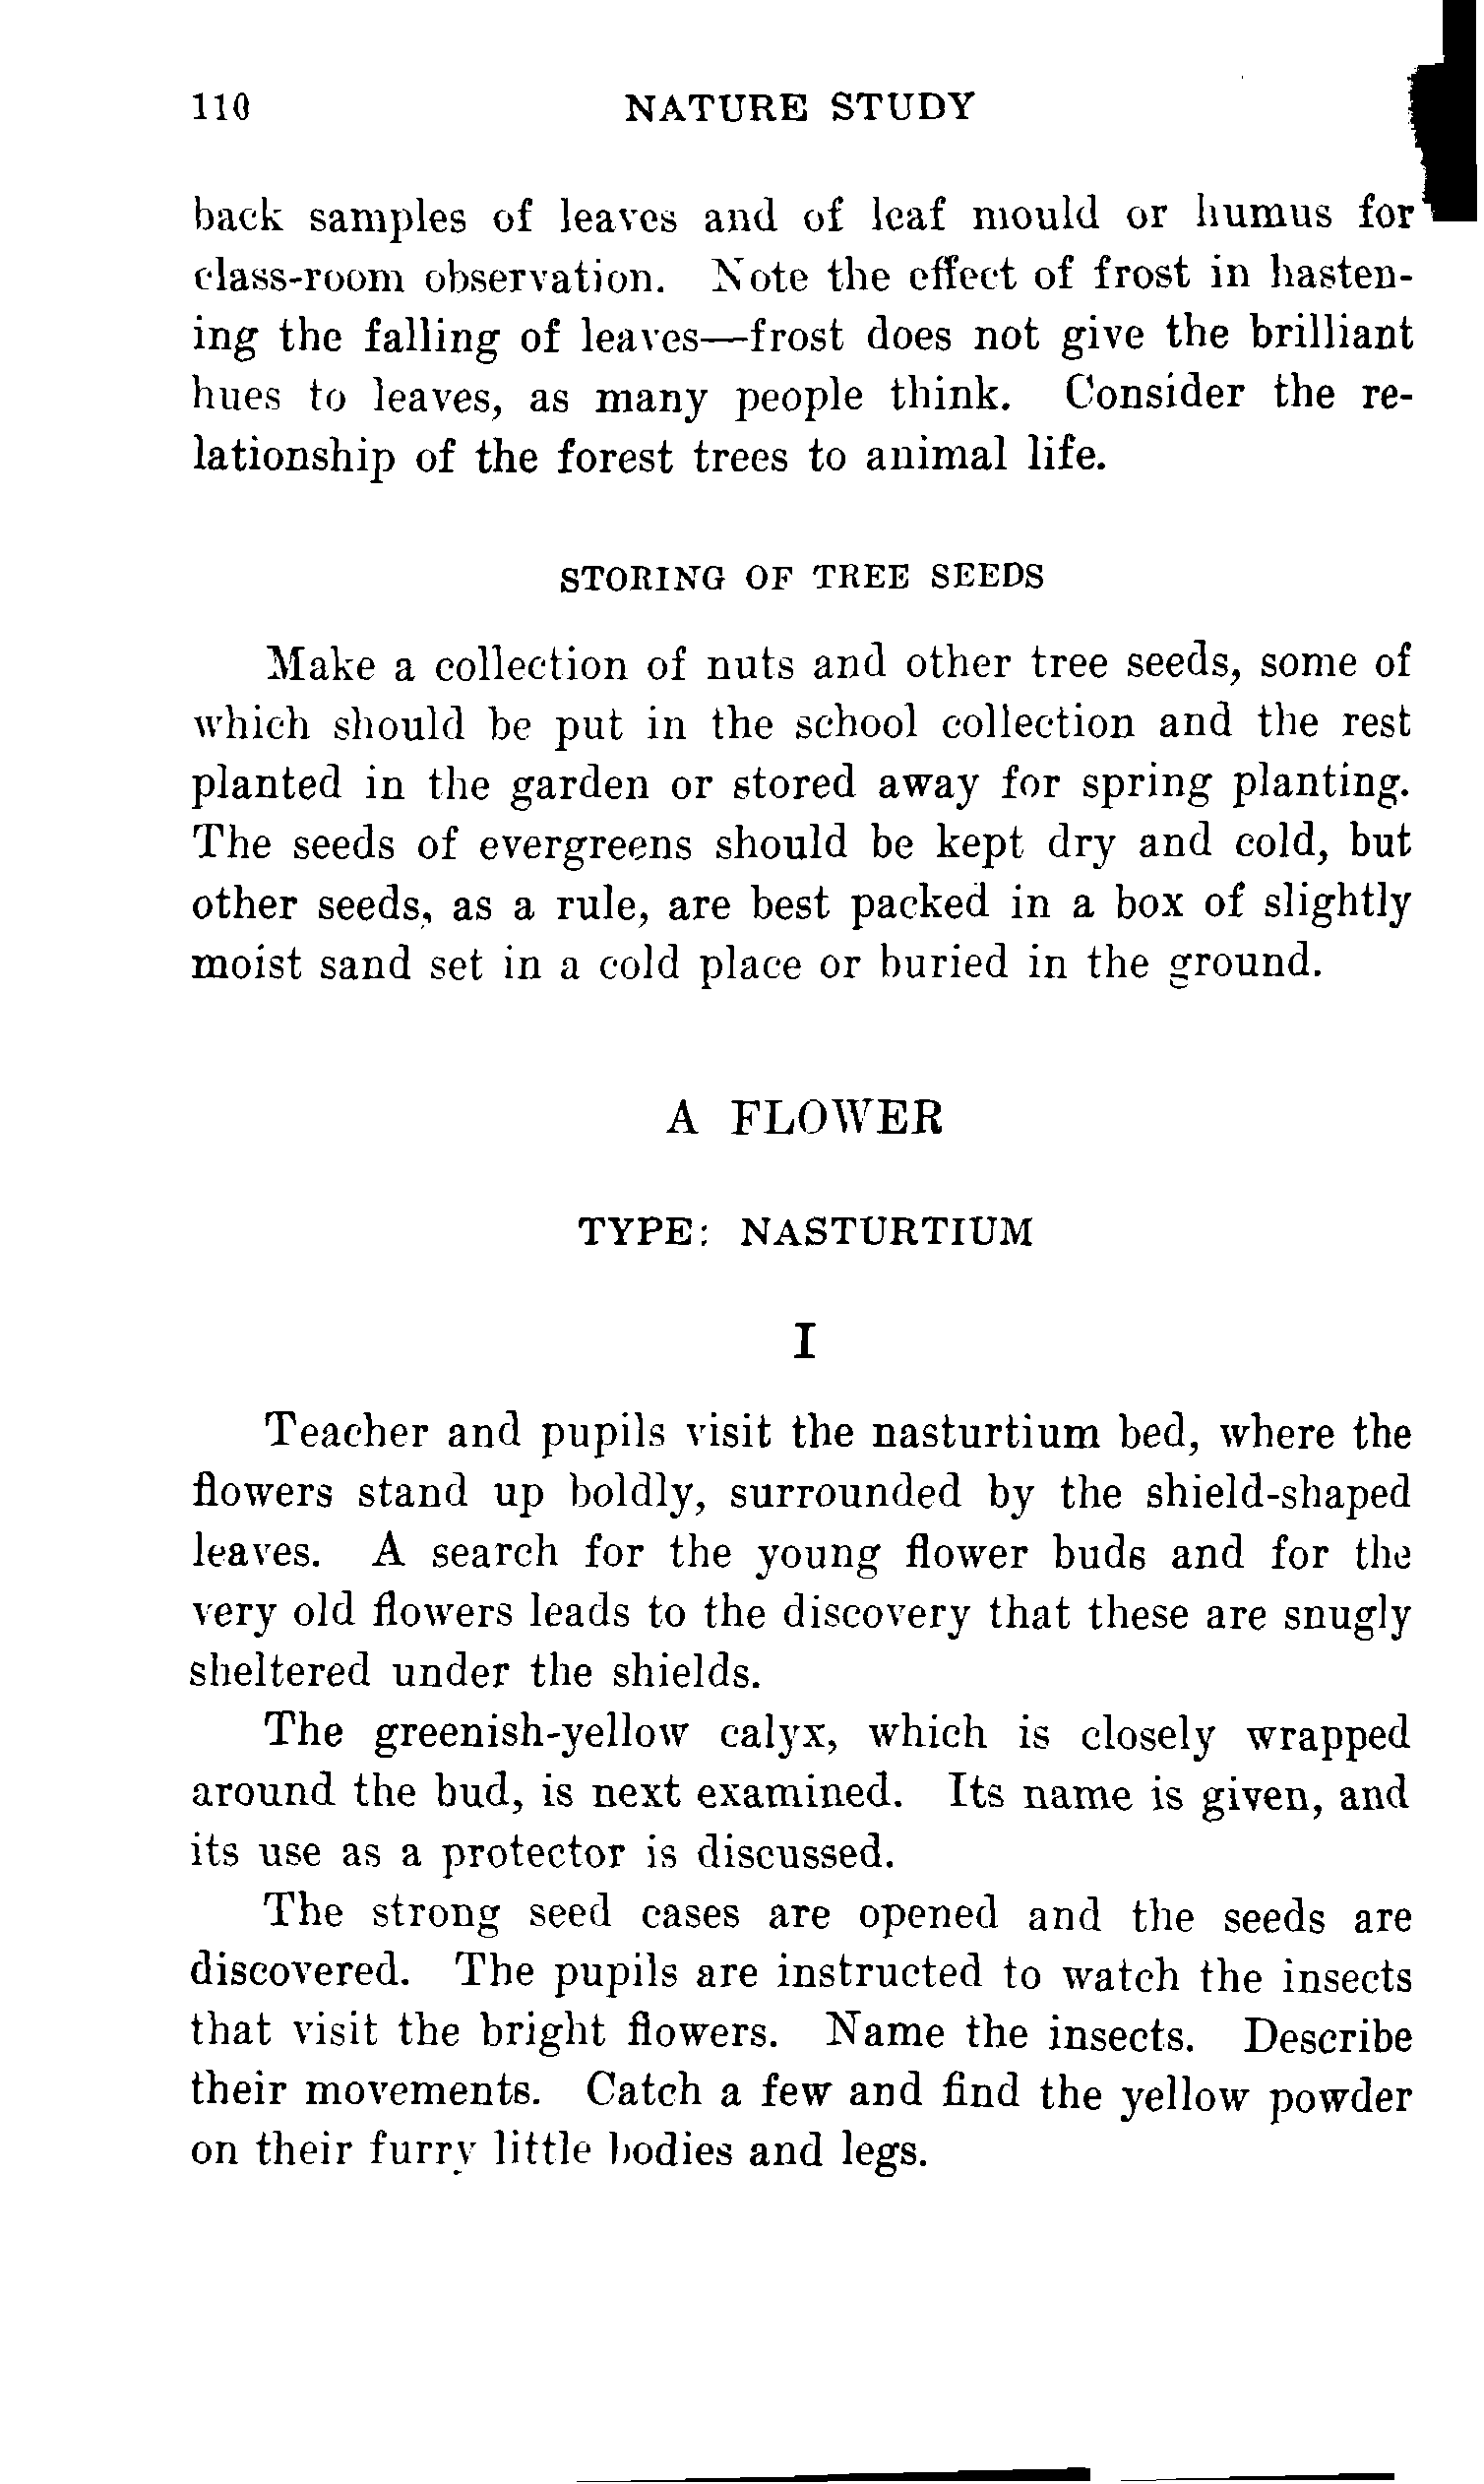 110 NATURE STUDY
back samples of leaves and of leaf mould or humus for
class-room observation. Note the effect of frost in hasten-
ing the falling of leaves—frost does not give the brilliant
hues to leaves, as many people think. Consider the re-
lationship of the forest trees to animal life.
STORING OF TREE SEEDS
Make a collection of nuts and other tree seeds, some of
which should be put in the school collection and the rest
planted in the garden or stored away for spring planting.
The seeds of evergreens should be kept dry and cold, but
other seeds, as a rule, are best packed in a box of slightly
moist sand set in a cold place or buried in the ground.
A FLOWER
TYPE: NASTURTIUM
I
Teacher and pupils visit the nasturtium bed, where the
flowers stand up boldly, surrounded by the shield-shaped
leaves. A search for the young flower buds and for the
very old flowers leads to the discovery that these are snugly
sheltered under the shields.
The greenish-yellow calyx, which is closely wrapped
around the bud, is next examined. Its name is given, and
its use as a protector is discussed.
The strong seed cases are opened and the seeds are
discovered. The pupils are instructed to watch the insects
that visit the bright flowers. Name the insects. Describe
their movements. Catch a few and find the yellow powder
on their furry little bodies and legs.